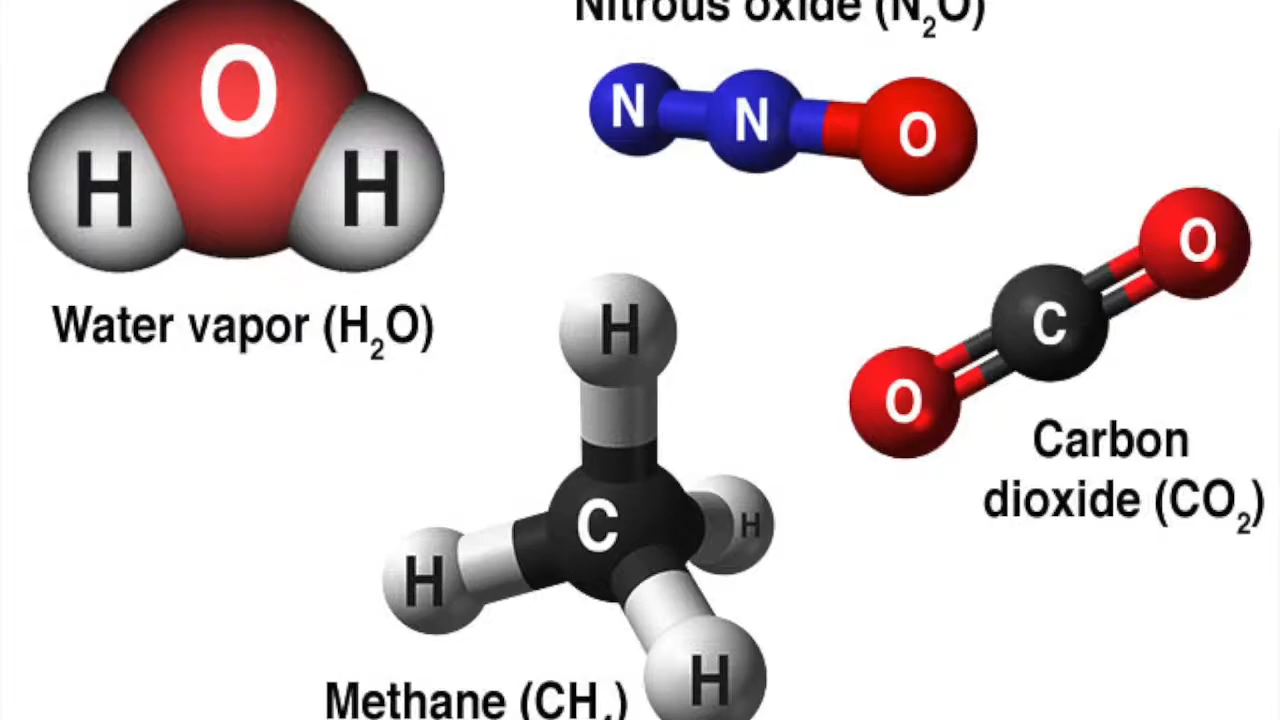 Nitrous oxide (N₂O)
O
H H
N N O
O
C
O
Water vapor (H₂O)
H
Carbon
dioxide (CO₂)
C
H
H
H
Methane (CH₄)